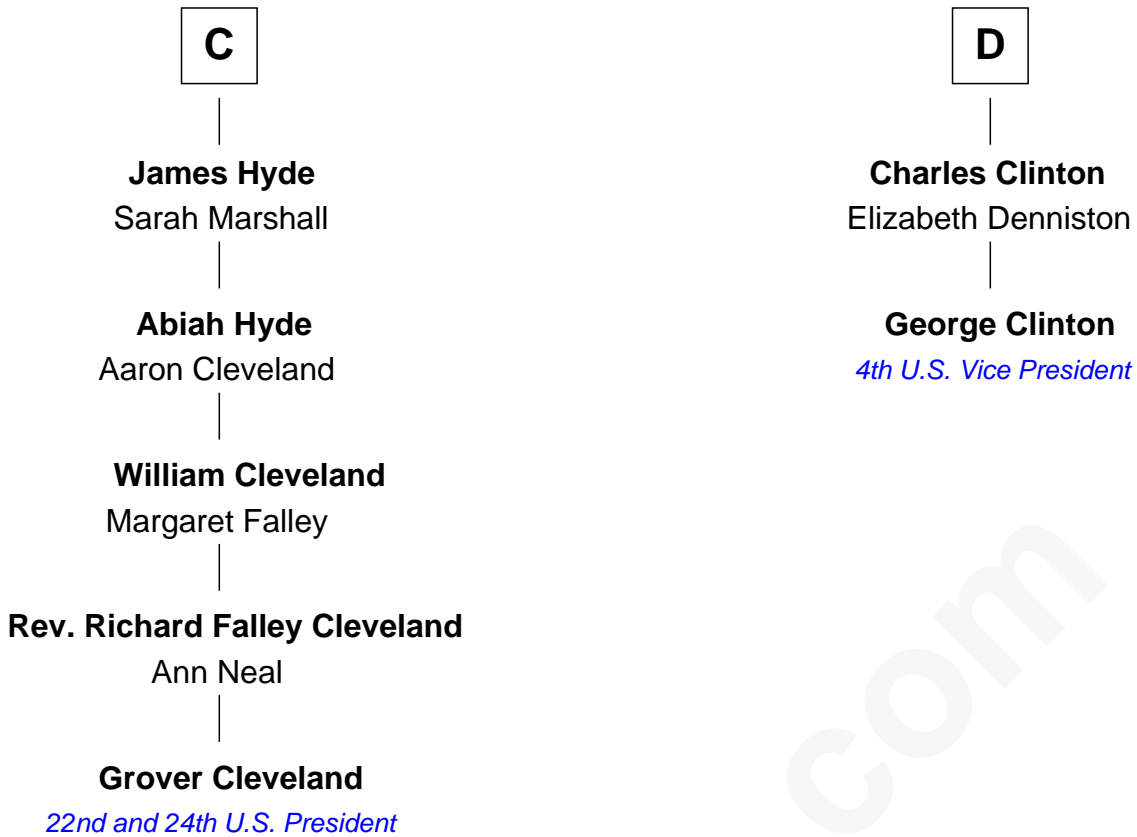 C
James Hyde
Sarah Marshall
Abiah Hyde
Aaron Cleveland
William Cleveland
Margaret Falley
Rev. Richard Falley Cleveland
Ann Neal
Grover Cleveland
22nd and 24th U.S. President
D
Charles Clinton
Elizabeth Denniston
George Clinton
4th U.S. Vice President
com